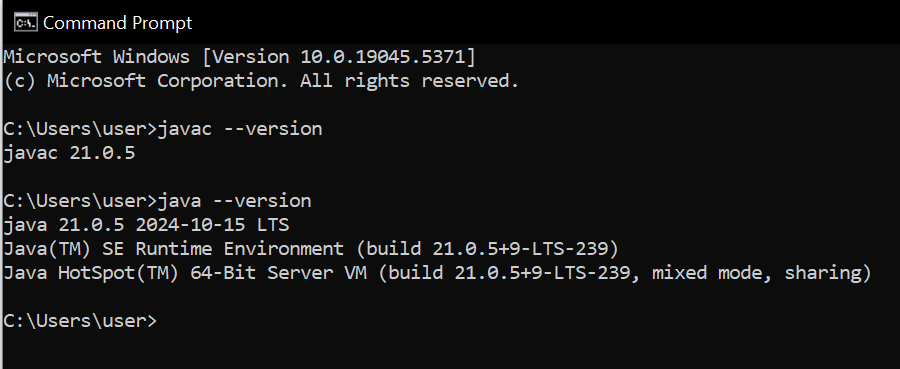 Command Prompt
Microsoft Windows [Version 10.0.19045.5371]
(c) Microsoft Corporation. All rights reserved.
C:\Users\user>javac --version
javac 21.0.5
C:\Users\user>java --version
java 21.0.5 2024-10-15 LTS
Java(TM) SE Runtime Environment (build 21.0.5+9-LTS-239)
Java HotSpot(TM) 64-Bit Server VM (build 21.0.5+9-LTS-239, mixed mode, sharing)
C:\Users\user>